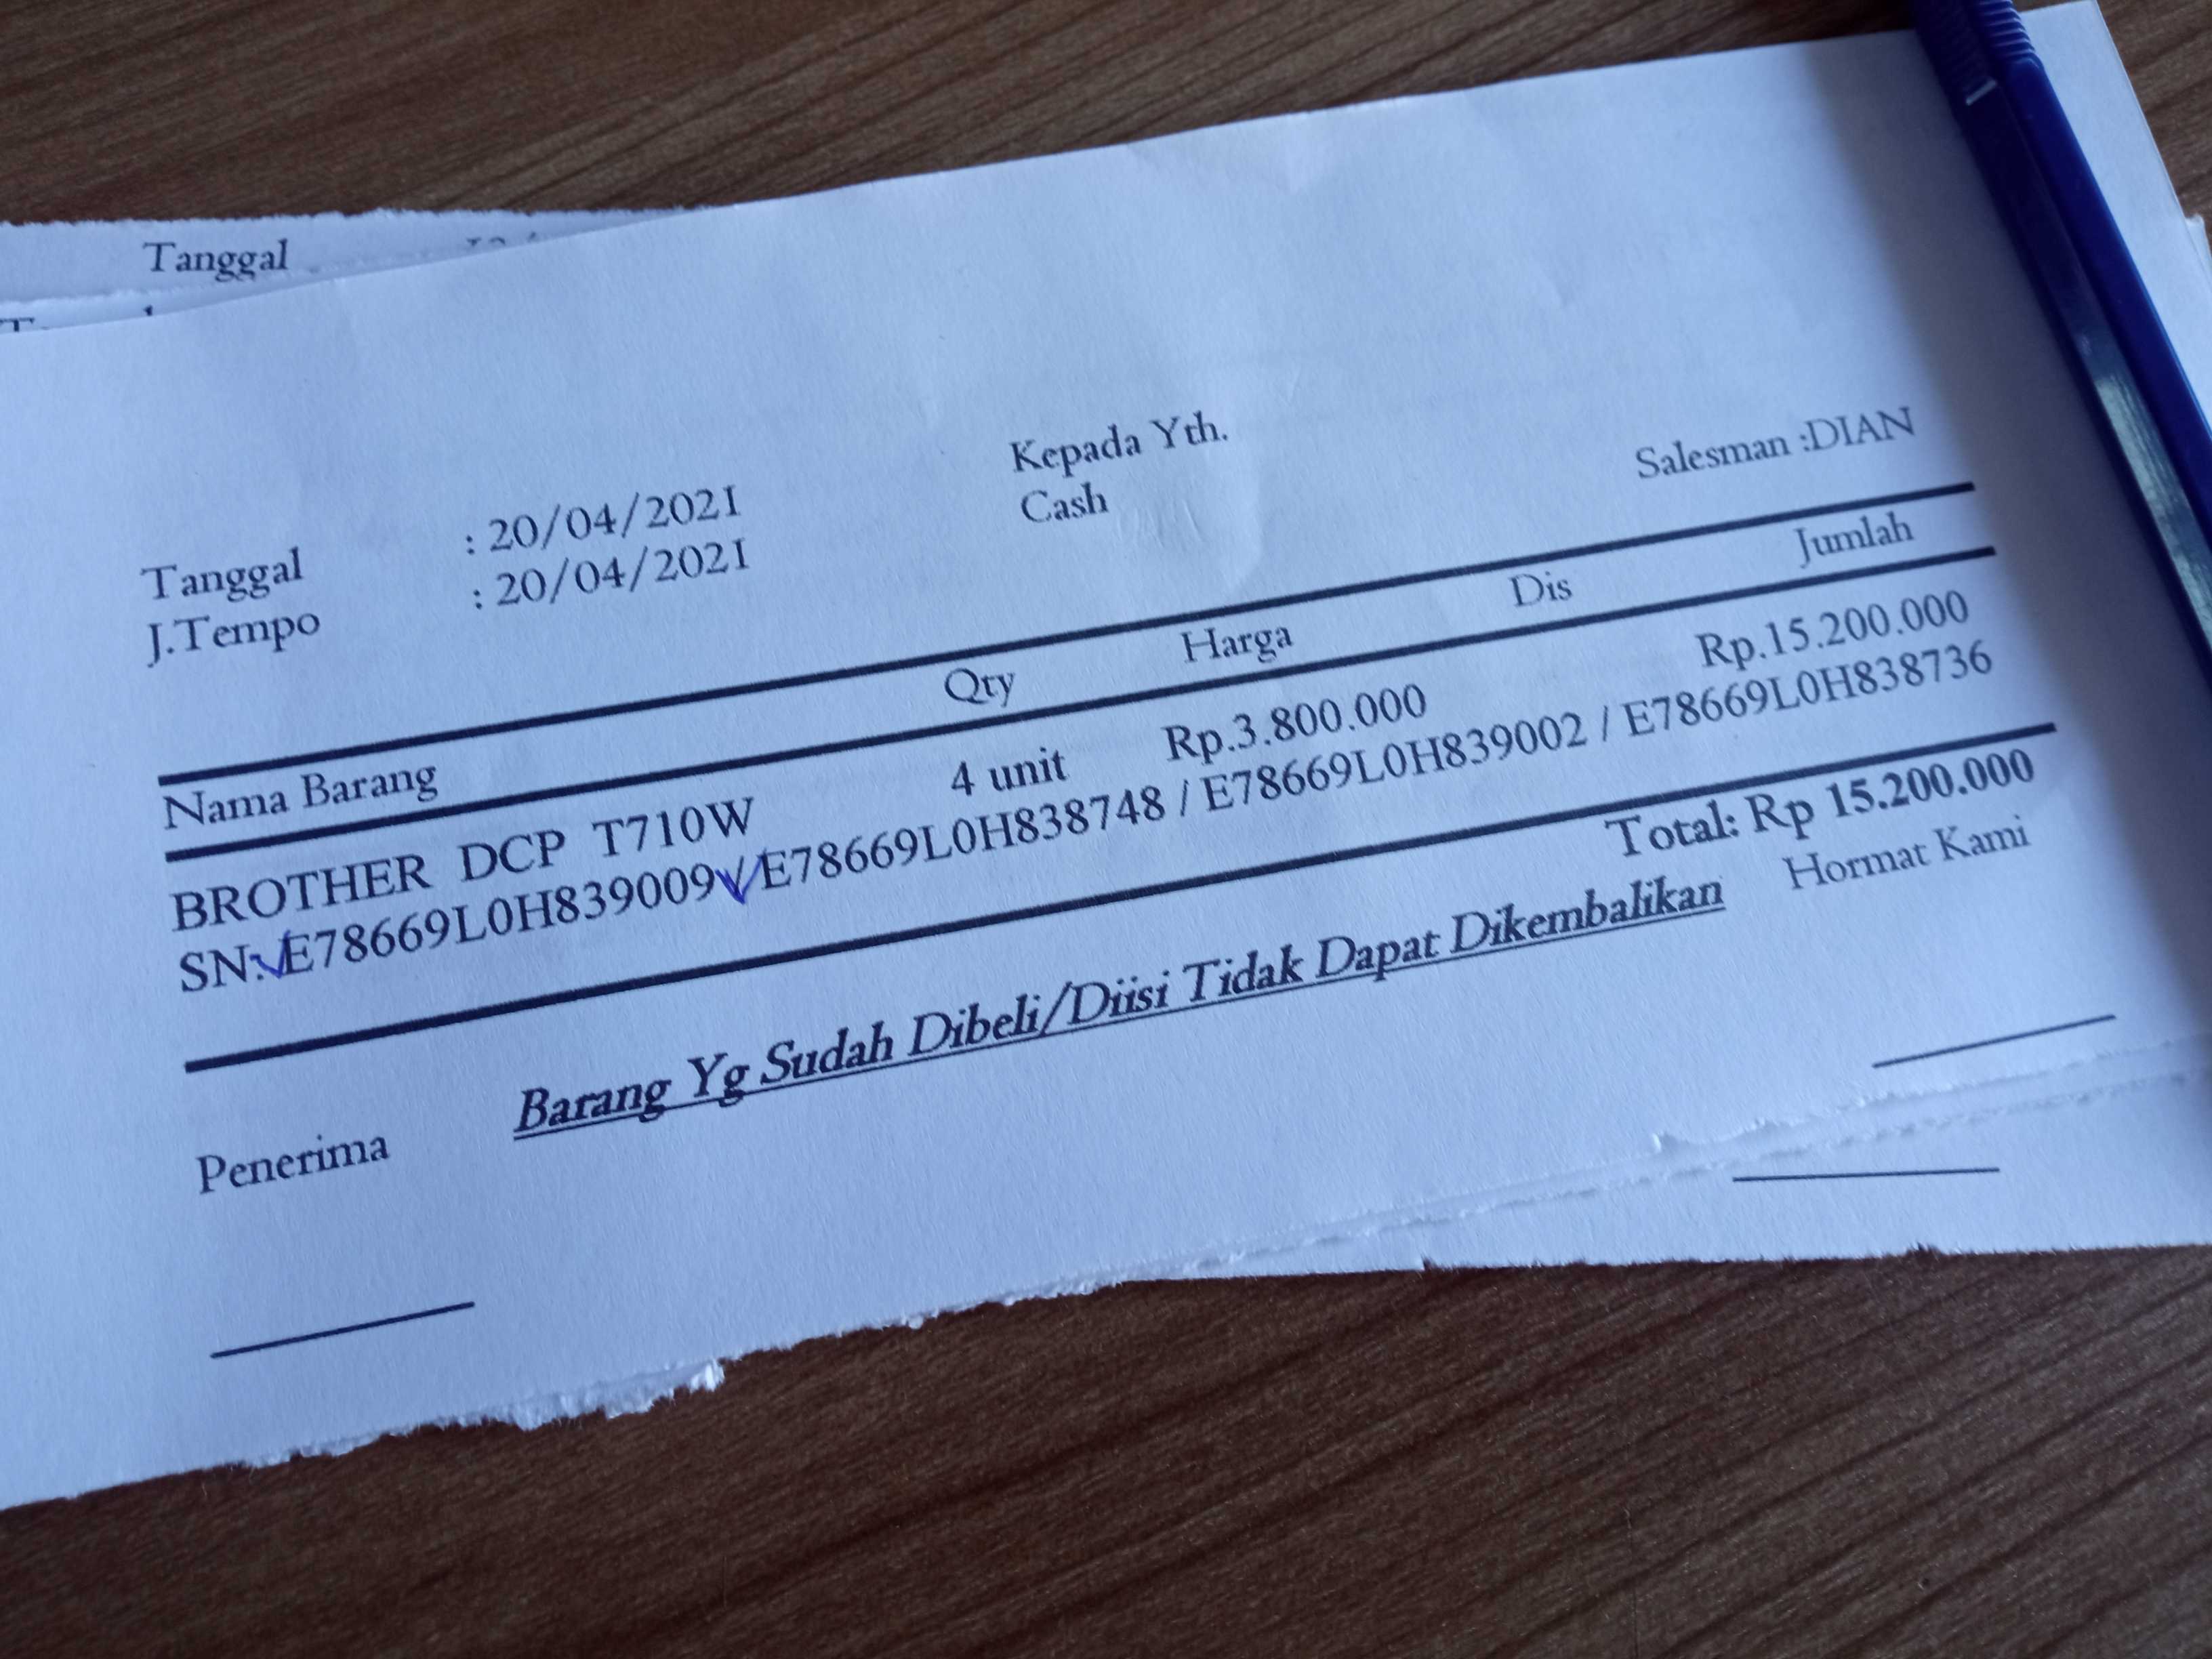 Tanggal
Tanggal : 20/04/2021
J.Tempo : 20/04/2021
Kepada Yth.
Cash
Salesman :DIAN
Nama Barang Qty Harga Dis Jumlah
BROTHER DCP T710W 4 unit Rp.3.800.000 Rp.15.200.000
SN: E78669L0H839009 / E78669L0H838748 / E78669L0H839002 / E78669L0H838736
Total: Rp 15.200.000
Penerima Barang Yg Sudah Dibeli/Diisi Tidak Dapat Dikembalikan Hormat Kami